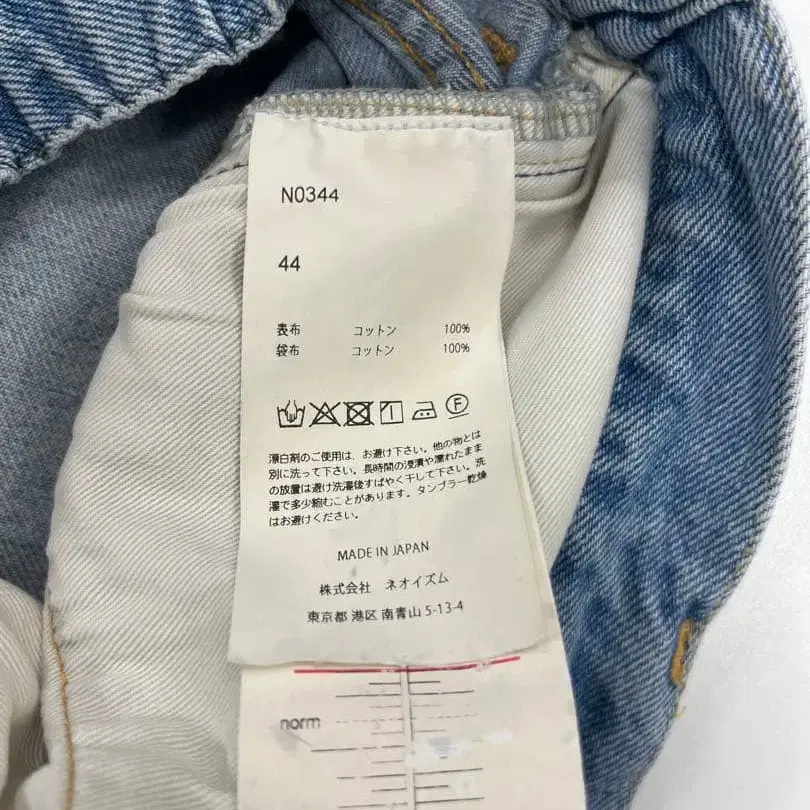 N0344
44
表布 コットン 100%
袋布 コットン 100%
漂白剤のご使用は、お避け下さい。他の物とは
別に洗って下さい。長時間の浸漬や濡れたまま
の放置は避け洗濯後すばやく干して下さい。洗
濯で多少縮むことがあります。タンブラー乾燥
はお避けください。
MADE IN JAPAN
株式会社 ネオイズム
東京都 港区 南青山 5-13-4
norm